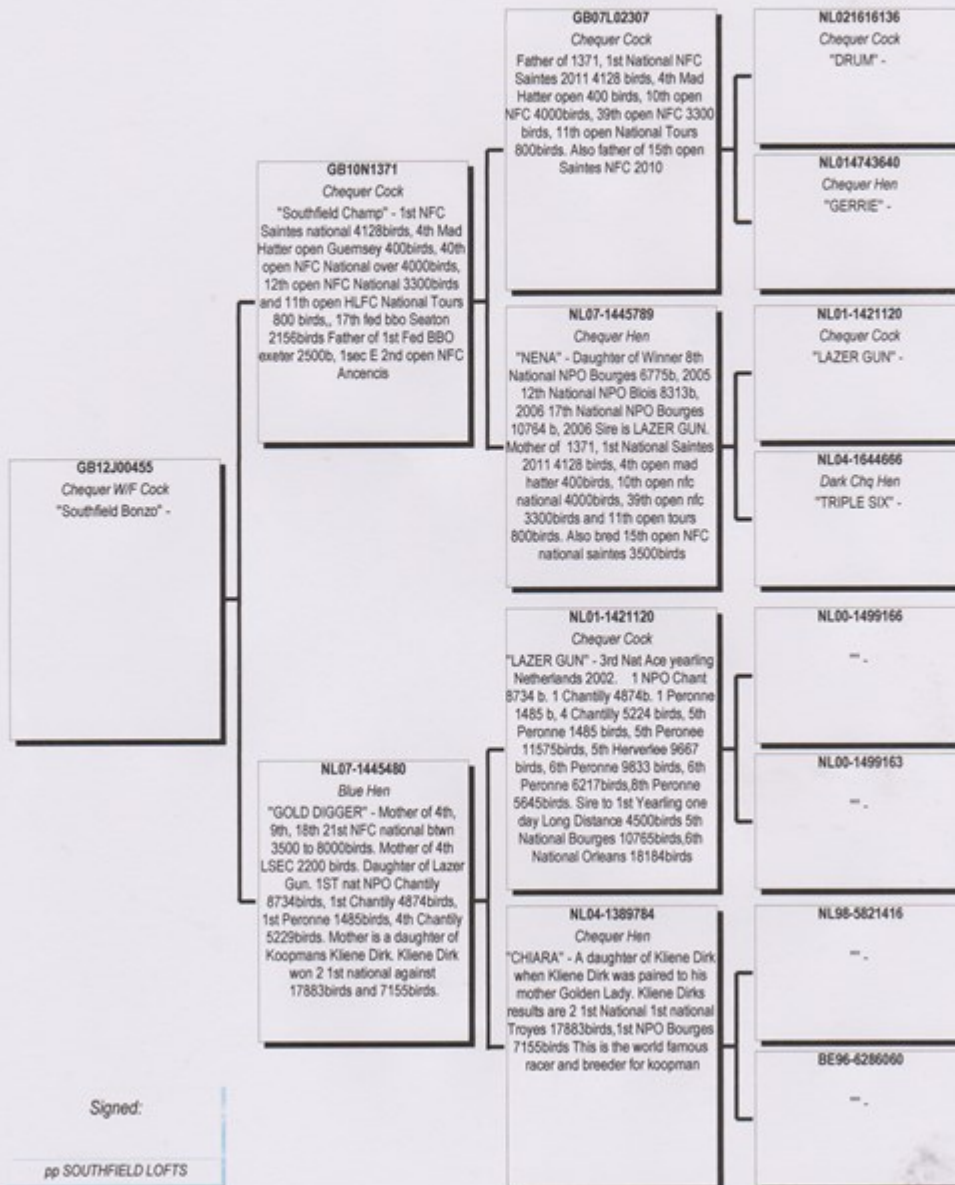 GB12J00455
Chequer W/F Cock
"Southfield Bonzo" -
GB10N1371
Chequer Cock
"Southfield Champ" - 1st NFC
Saintes national 4128birds, 4th Mad
Hatter open Guernsey 400birds, 40th
open NFC National over 4000birds,
12th open NFC National 3300birds
and 11th open HLFC National Tours
800 birds,, 17th fed bbo Seaton
2156birds Father of 1st Fed BBO
exeter 2500b, 1sec E 2nd open NFC
Ancencis
NL07-1445480
Blue Hen
"GOLD DIGGER" - Mother of 4th,
9th, 18th 21st NFC national btwn
3500 to 8000birds. Mother of 4th
LSEC 2200 birds. Daughter of Lazer
Gun. 1ST nat NPO Chantily
8734birds, 1st Chantily 4874birds,
1st Peronne 1485birds, 4th Chantily
5229birds. Mother is a daughter of
Koopmans Kliene Dirk. Kliene Dirk
won 2 1st national against
17883birds and 7155birds.
GB07L02307
Chequer Cock
Father of 1371, 1st National NFC
Saintes 2011 4128 birds, 4th Mad
Hatter open 400 birds, 10th open
NFC 4000birds, 39th open NFC 3300
birds, 11th open National Tours
800birds. Also father of 15th open
Saintes NFC 2010
NL07-1445789
Chequer Hen
"NENA" - Daughter of Winner 8th
National NPO Bourges 6775b, 2005
12th National NPO Blois 8313b,
2006 17th National NPO Bourges
10764 b, 2006 Sire is LAZER GUN.
Mother of 1371, 1st National Saintes
2011 4128 birds, 4th open mad
hatter 400birds, 10th open nfc
national 4000birds, 39th open nfc
3300birds and 11th open tours
800birds. Also bred 15th open NFC
national saintes 3500birds
NL01-1421120
Chequer Cock
"LAZER GUN" - 3rd Nat Ace yearling
Netherlands 2002. 1 NPO Chant
8734 b. 1 Chantilly 4874b. 1 Peronne
1485 b, 4 Chantilly 5224 birds, 5th
Peronne 1485 birds, 5th Peronee
11575birds, 5th Herverlee 9667
birds, 6th Peronne 9833 birds, 6th
Peronne 6217birds,8th Peronne
5645birds. Sire to 1st Yearling one
day Long Distance 4500birds 5th
National Bourges 10765birds,6th
National Orleans 18184birds
NL04-1389784
Chequer Hen
"CHIARA" - A daughter of Kliene Dirk
when Kliene Dirk was paired to his
mother Golden Lady. Kliene Dirks
results are 2 1st National 1st national
Troyes 17883birds,1st NPO Bourges
7155birds This is the world famous
racer and breeder for koopman
NL021616136
Chequer Cock
"DRUM" -
NL014743640
Chequer Hen
"GERRIE" -
NL01-1421120
Chequer Cock
"LAZER GUN" -
NL04-1644666
Dark Chq Hen
"TRIPLE SIX" -
NL00-1499166
"" -
NL00-1499163
"" -
NL98-5821416
"" -
BE96-6286060
"" -
Signed:
pp SOUTHFIELD LOFTS